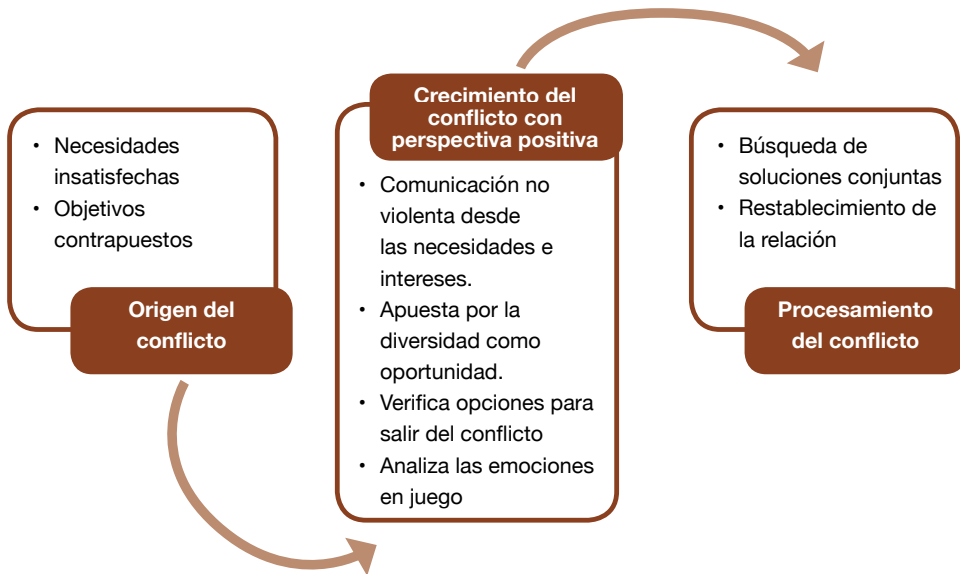 • Necesidades
insatisfechas
• Objetivos
contrapuestos
Origen del
conflicto
Crecimiento del
conflicto con
perspectiva positiva
• Comunicación no
violenta desde
las necesidades e
intereses.
• Apuesta por la
diversidad como
oportunidad.
• Verifica opciones para
salir del conflicto
• Analiza las emociones
en juego
• Búsqueda de
soluciones conjuntas
• Restablecimiento de
la relación
Procesamiento
del conflicto